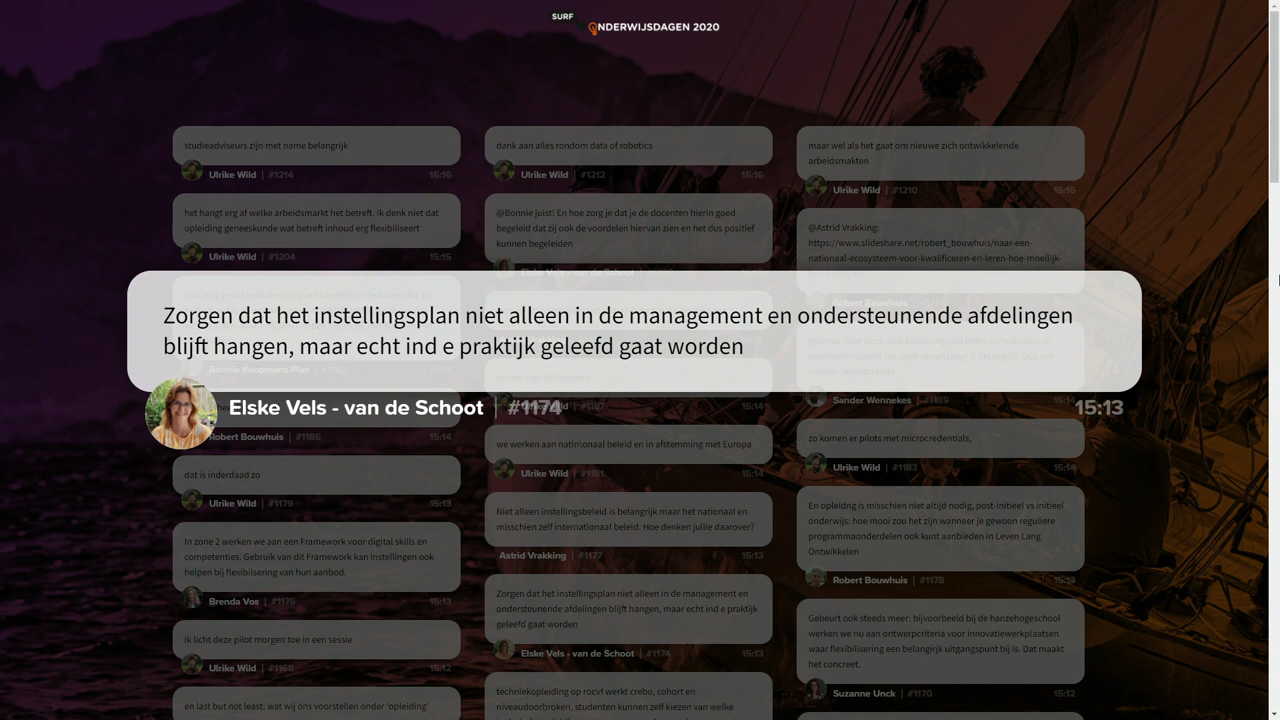 SURF
NDERWIJSDAGEN 2020
studieadviseurs zijn met name belangrijk
Ulrike Wild | #1214 15:16
het hangt erg af welke arbeidsmarkt het betreft. Ik denk niet dat
opleiding geneeskunde wat betreft inhoud erg flexibiliseert
Ulrike Wild | #1204 15:15
dank aan alles rondom data of robotics
Ulrike Wild | #1212 15:16
@Bonnie juist! En hoe zorg je dat je de docenten hierin goed
begeleid dat zij ook de voordelen hiervan zien en het dus positief
kunnen begeleiden
maar wel als het gaat om nieuwe zich ontwikkelende
arbeidsmakten
Ulrike Wild | #1210 15:15
@Astrid Vrakking:
https://www.slideshare.net/robert_bouwhuis/naar-een-
nationaal-ecosysteem-voor-kwalificeren-en-leren-hoe-moeilijk-
Robert Bouwhuis
Zorgen dat het instellingsplan niet alleen in de management en ondersteunende afdelingen
blijft hangen, maar echt ind e praktijk geleefd gaat worden
Elske Vels - van de Schoot | #1174 15:13
Bonnie Koopmans-Plas
Robert Bouwhuis | #1186 15:14
dat is inderdaad zo
Ulrike Wild | #1179 15:13
In zone 2 werken we aan een Framework voor digital skills en
competenties. Gebruik van dit Framework kan instellingen ook
helpen bij flexibilsering van hun aanbod.
Brenda Vos | #1175 15:13
ik licht deze pilot morgen toe in een sessie
Ulrike Wild | #1168 15:12
en last but not least: wat wij ons voorstellen onder 'opleiding'
#1187 15:14
we werken aan natin\onaal beleid en in afstemming met Europa
Ulrike Wild | #1181 15:14
Niet alleen instellingsbeleid is belangrijk maar het nationaal en
misschien zelf internationaal beleid. Hoe denken jullie daarover?
Astrid Vrakking | #1177 15:13
Zorgen dat het instellingsplan niet alleen in de management en
ondersteunende afdelingen blijft hangen, maar echt ind e praktijk
geleefd gaat worden
Elske Vels - van de Schoot | #1174 15:13
techniekopleiding op rocvf werkt crebo, cohort en
niveaudoorbroken, studenten kunnen zelf kiezen van welke
Sander Wennekes | #1189 15:14
zo komen er pilots met microcredentials,
Ulrike Wild | #1183 15:14
En opleidng is misschien niet altijd nodig, post-initieel vs initieel
onderwijs: hoe mooi zou het zijn wanneer je gewoon reguliere
programmaonderdelen ook kunt aanbieden in Leven Lang
Ontwikkelen
Robert Bouwhuis | #1178 15:13
Gebeurt ook steeds meer: bijvoorbeeld bij de hanzehogeschool
werken we nu aan ontwerpcriteria voor innovatiewerkplaatsen
waar flexibilisering een belangirjk uitgangspunt bij is. Dat maakt
het concreet.
Suzanne Unck | #1170 15:12